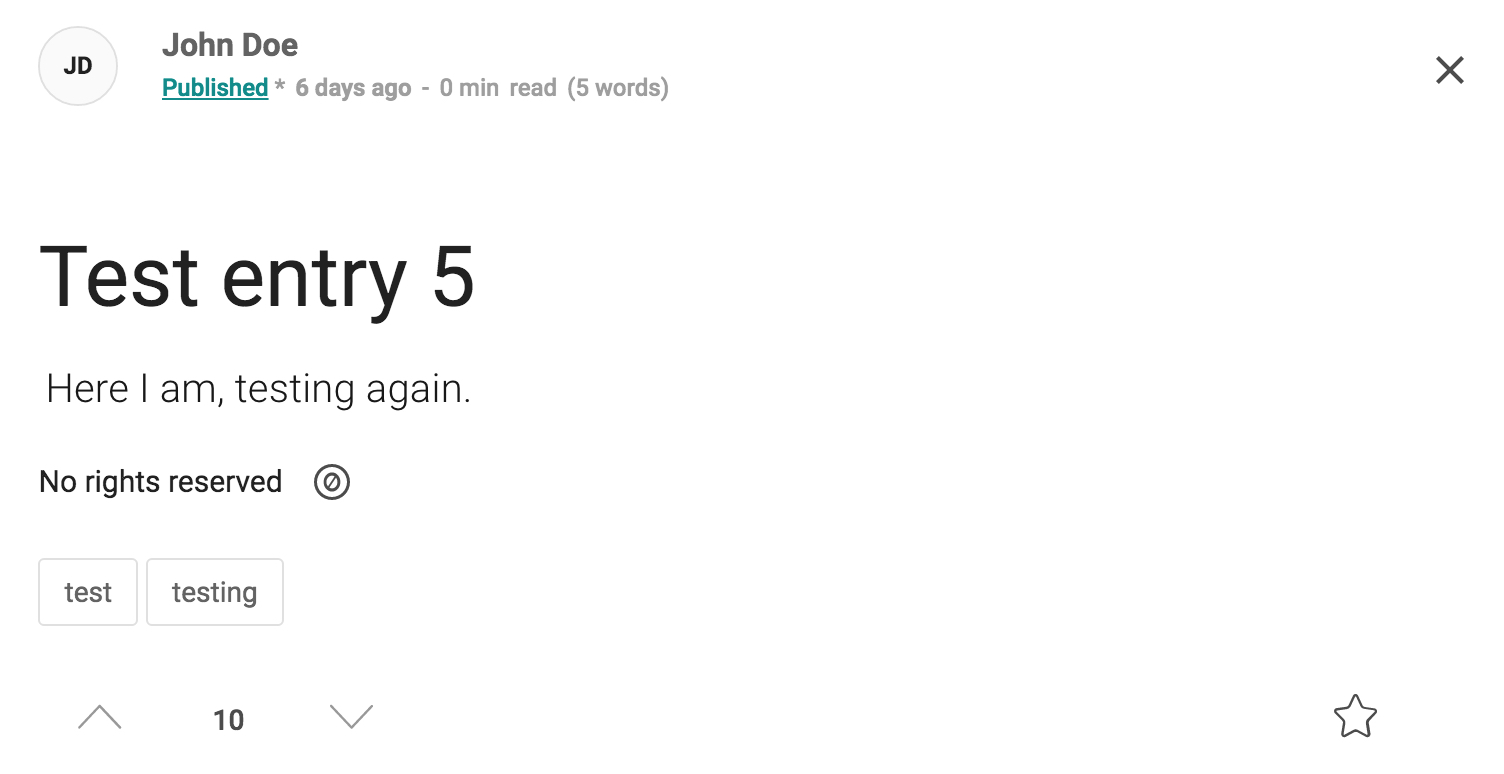 JD
John Doe
Published * 6 days ago - 0 min read (5 words)
Test entry 5
Here I am, testing again.
No rights reserved
test testing
10